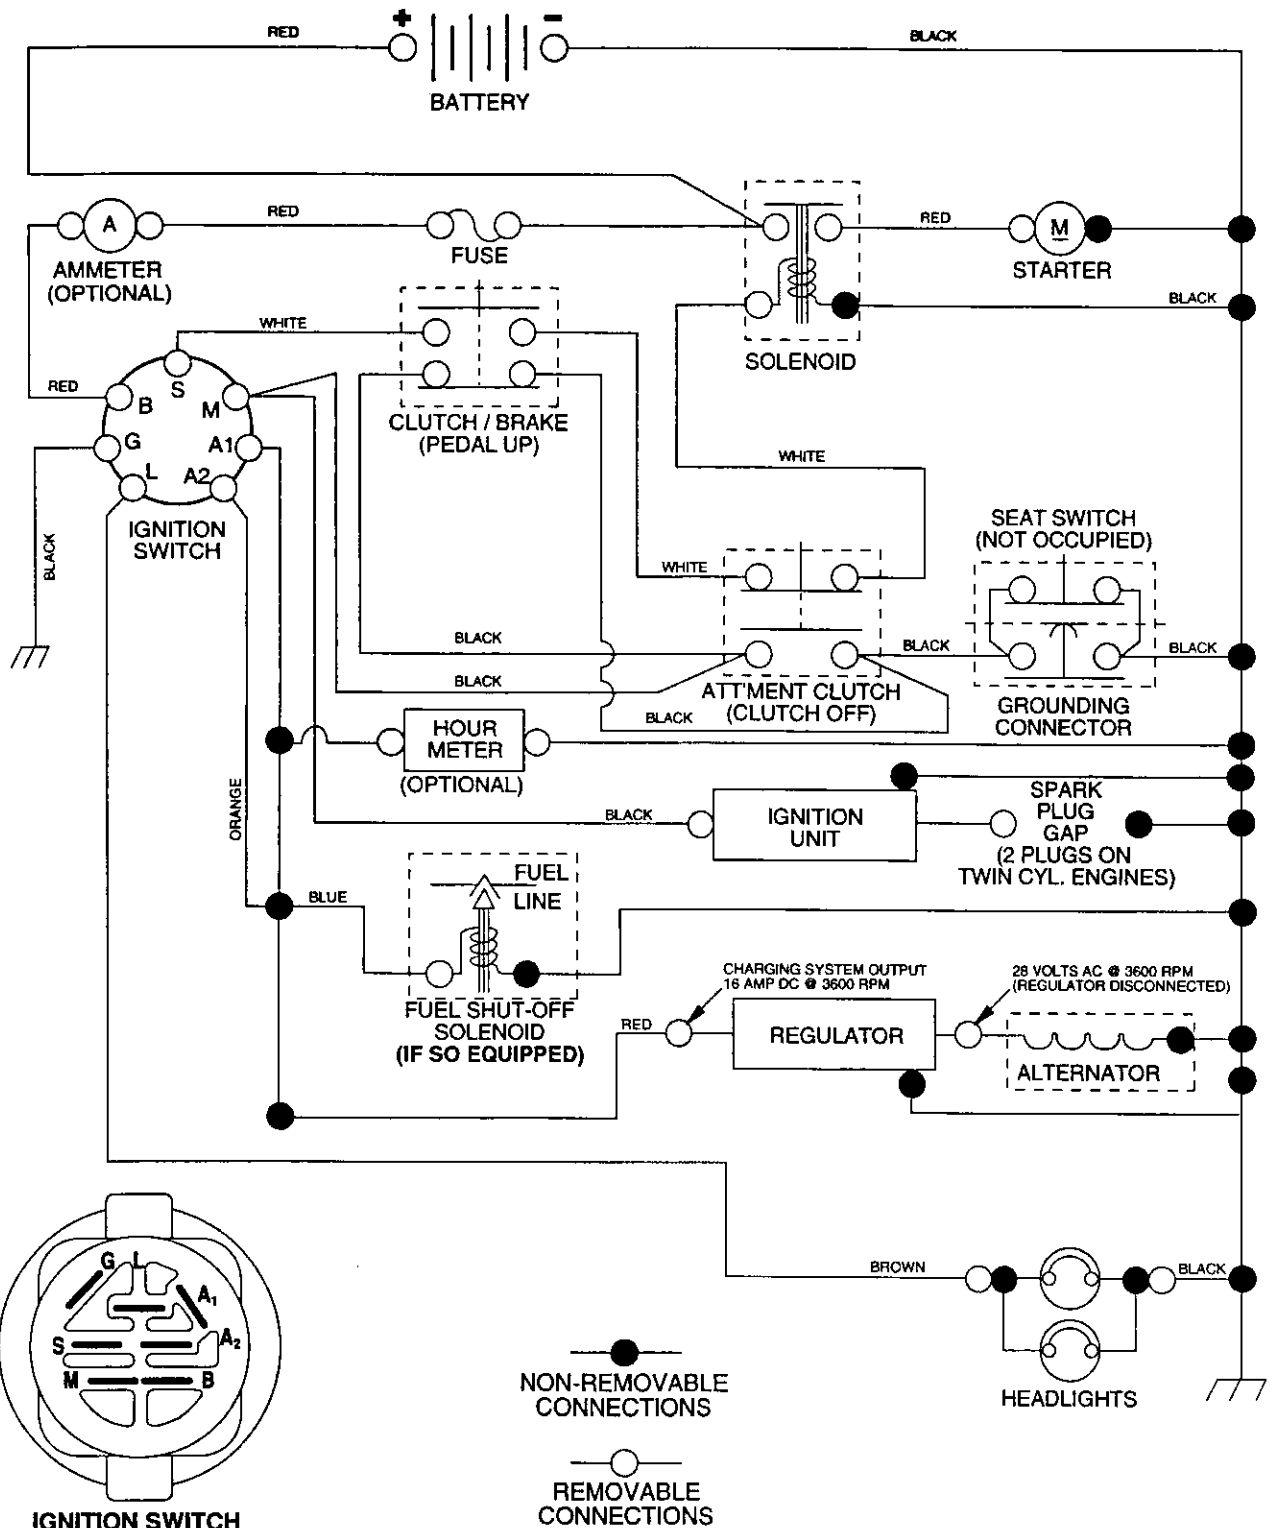 RED
+
−
BLACK
BATTERY
A
RED
FUSE
RED
M
STARTER
AMMETER
(OPTIONAL)
BLACK
WHITE
SOLENOID
RED
S
B
M
CLUTCH / BRAKE
(PEDAL UP)
G
A1
L
A2
WHITE
IGNITION
SWITCH
BLACK
SEAT SWITCH
(NOT OCCUPIED)
WHITE
BLACK
BLACK
BLACK
BLACK
ATT'MENT CLUTCH
(CLUTCH OFF)
BLACK
GROUNDING
CONNECTOR
HOUR
METER
(OPTIONAL)
ORANGE
BLACK
IGNITION
UNIT
SPARK
PLUG
GAP
(2 PLUGS ON
TWIN CYL. ENGINES)
BLUE
FUEL
LINE
FUEL SHUT-OFF
SOLENOID
(IF SO EQUIPPED)
CHARGING SYSTEM OUTPUT
16 AMP DC @ 3600 RPM
28 VOLTS AC @ 3600 RPM
(REGULATOR DISCONNECTED)
RED
REGULATOR
ALTERNATOR
BROWN
BLACK
HEADLIGHTS
G L
A1
S
A2
M
B
IGNITION SWITCH
NON-REMOVABLE
CONNECTIONS
REMOVABLE
CONNECTIONS